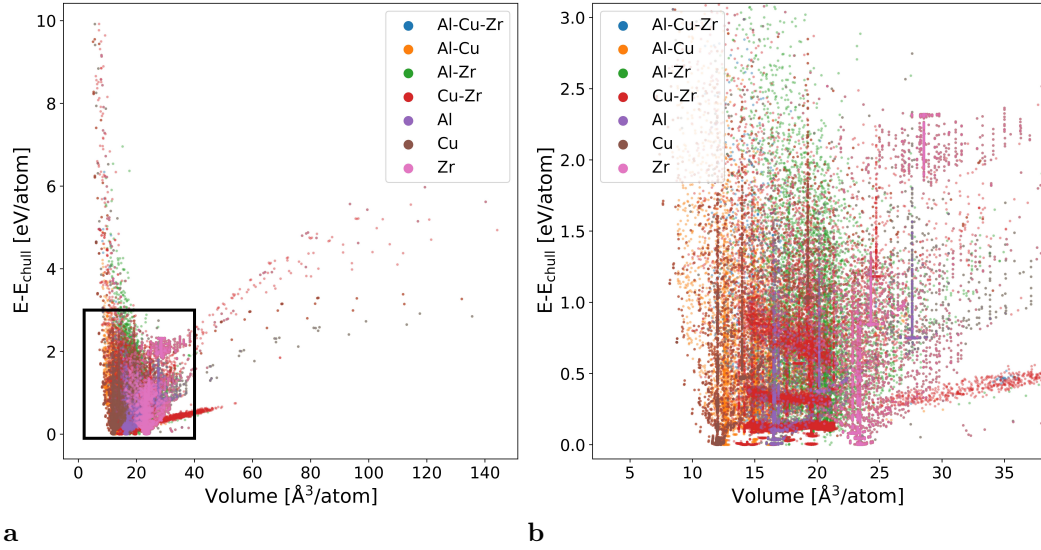 10
8
6
4
2
0
E-E_chull [eV/atom]
0 20 40 60 80 100 120 140
Volume [Å³/atom]
Al-Cu-Zr
Al-Cu
Al-Zr
Cu-Zr
Al
Cu
Zr
a
3.0
2.5
2.0
1.5
1.0
0.5
0.0
E-E_chull [eV/atom]
5 10 15 20 25 30 35
Volume [Å³/atom]
Al-Cu-Zr
Al-Cu
Al-Zr
Cu-Zr
Al
Cu
Zr
b